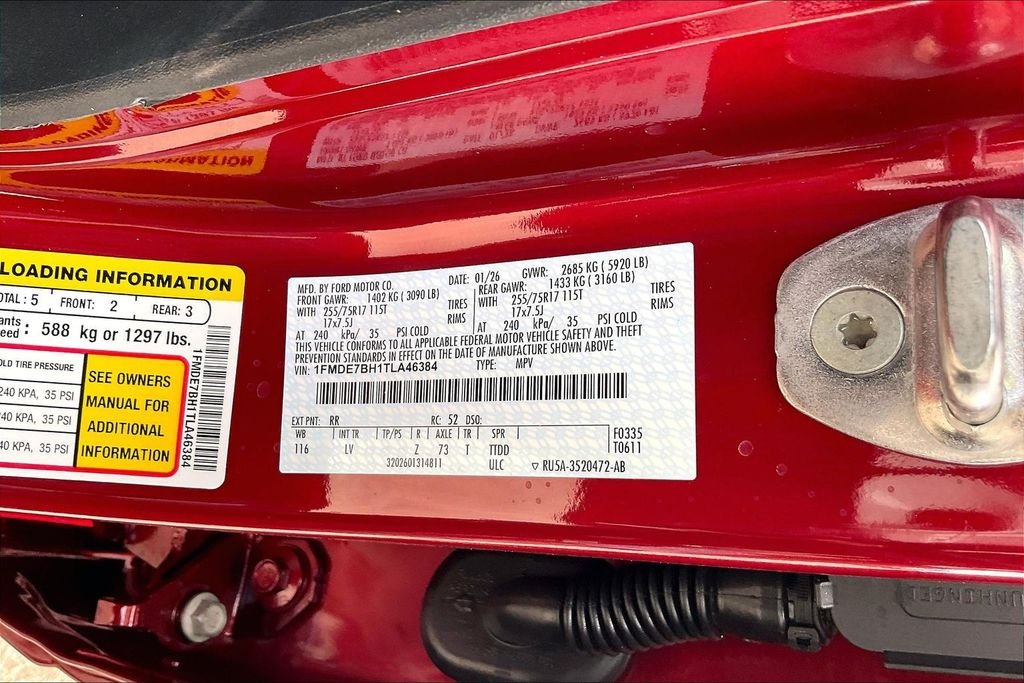 LOADING INFORMATION
OTAL : 5 FRONT: 2 REAR: 3
ants
eed : 588 kg or 1297 lbs.
OLD TIRE PRESSURE
240 KPA, 35 PSI
240 KPA, 35 PSI
240 KPA, 35 PSI
SEE OWNERS
MANUAL FOR
ADDITIONAL
INFORMATION
1FMDE7BH1TLA46384
MFD. BY FORD MOTOR CO. DATE: 01/26 GVWR: 2685 KG ( 5920 LB)
FRONT GAWR: 1402 KG ( 3090 LB) REAR GAWR: 1433 KG ( 3160 LB)
WITH 255/75R17 115T TIRES WITH 255/75R17 115T TIRES
17x7.5J RIMS 17x7.5J RIMS
AT 240 kPa/ 35 PSI COLD AT 240 kPa/ 35 PSI COLD
THIS VEHICLE CONFORMS TO ALL APPLICABLE FEDERAL MOTOR VEHICLE SAFETY AND THEFT
PREVENTION STANDARDS IN EFFECT ON THE DATE OF MANUFACTURE SHOWN ABOVE.
VIN: 1FMDE7BH1TLA46384 TYPE: MPV
EXT PNT: RR RC: 52 DSO:
WB INT TR TP/PS R AXLE TR SPR F0335
116 LV Z 73 T TTDD T0611
3202601314811 ULC ▽ RU5A-3520472-AB